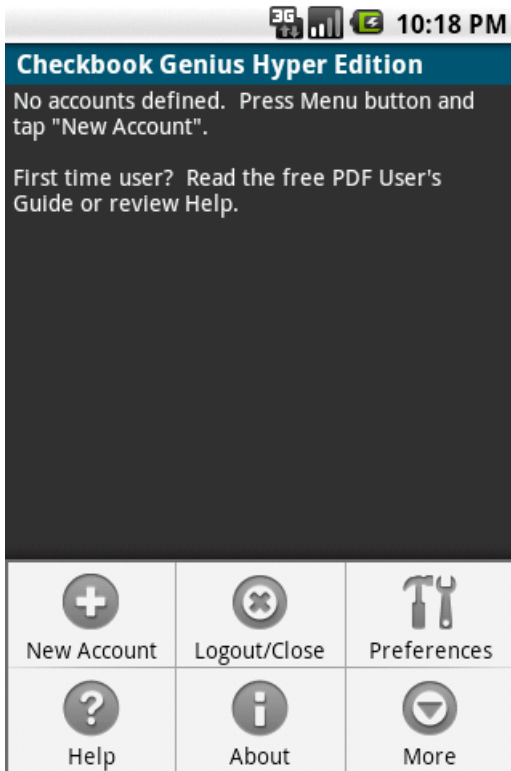 3G 10:18 PM
Checkbook Genius Hyper Edition
No accounts defined.  Press Menu button and
tap "New Account".
First time user?  Read the free PDF User's
Guide or review Help.
New Account
Logout/Close
Preferences
Help
About
More